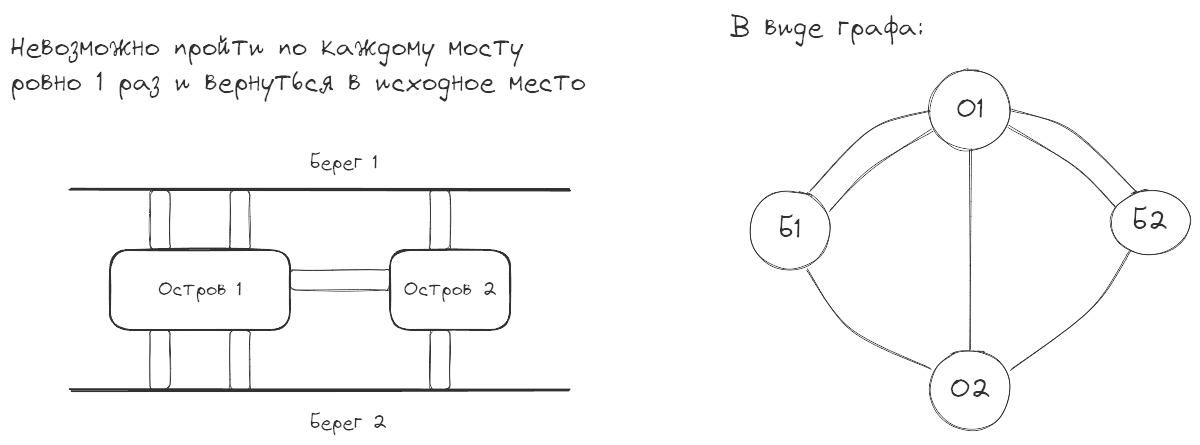 Невозможно пройти по каждому мосту
ровно 1 раз и вернуться в исходное место
Берег 1
Остров 1
Остров 2
Берег 2
В виде графа:
О1
Б1
Б2
О2